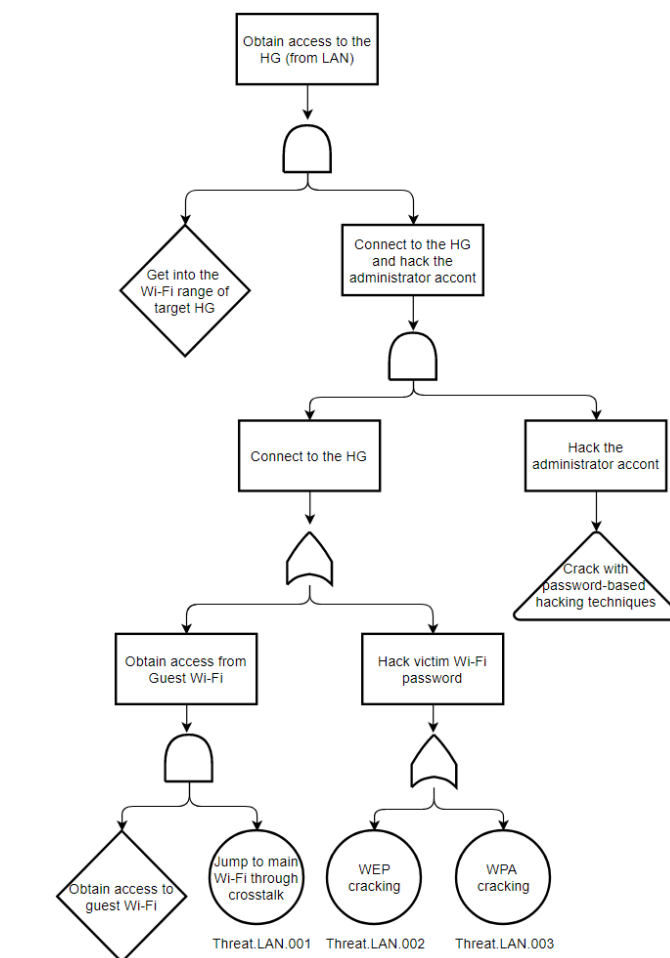 Obtain access to the
HG (from LAN)
Get into the
Wi-Fi range of
target HG
Connect to the HG
and hack the
administrator accont
Connect to the HG
Hack the
administrator accont
Crack with
password-based
hacking techniques
Obtain access from
Guest Wi-Fi
Hack victim Wi-Fi
password
Obtain access to
guest Wi-Fi
Jump to main
Wi-Fi through
crosstalk
WEP
cracking
WPA
cracking
Threat.LAN.001
Threat.LAN.002
Threat.LAN.003